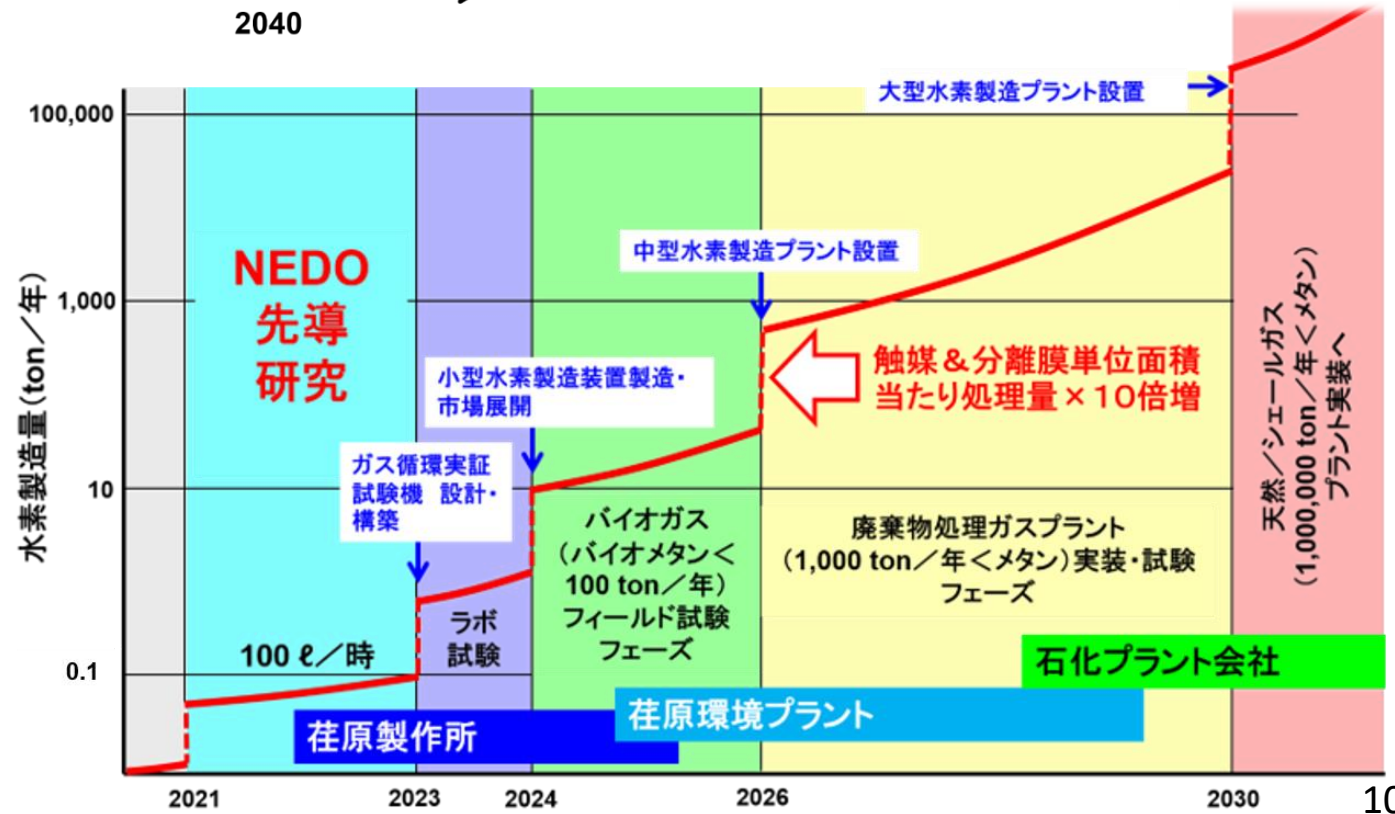 2040
大型水素製造プラント設置
100,000
中型水素製造プラント設置
NEDO
先導
研究
水素製造量(ton/年)
1,000
触媒&分離膜単位面積
当たり処理量×10倍増
小型水素製造装置製造・
市場展開
ガス循環実証
試験機 設計・
構築
10
バイオガス
(バイオメタン<
100 ton/年)
フィールド試験
フェーズ
廃棄物処理ガスプラント
(1,000 ton/年<メタン)実装・試験
フェーズ
天然/シェールガス
(1,000,000 ton/年<メタン)
プラント実装へ
ラボ
試験
100 ℓ/時
0.1
石化プラント会社
荏原環境プラント
荏原製作所
2021
2023
2024
2026
2030